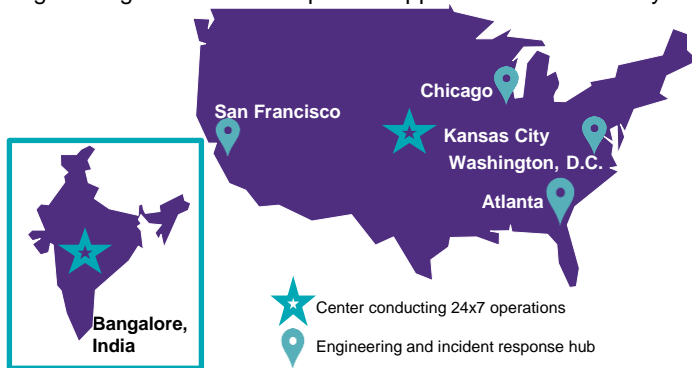 San Francisco
Chicago
Kansas City
Washington, D.C.
Atlanta
Bangalore,
India
Center conducting 24x7 operations
Engineering and incident response hub